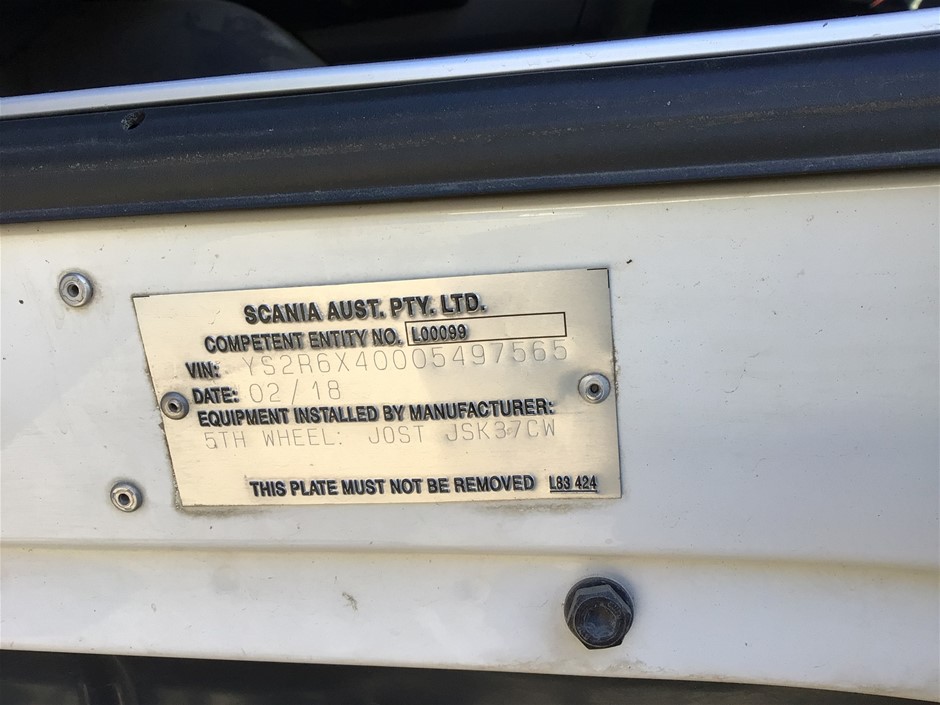 SCANIA AUST. PTY. LTD.
COMPETENT ENTITY NO. L00099
VIN: YS2R6X40005497565
DATE: 02/18
EQUIPMENT INSTALLED BY MANUFACTURER:
5TH WHEEL: JOST JSK37CW
THIS PLATE MUST NOT BE REMOVED L83 424